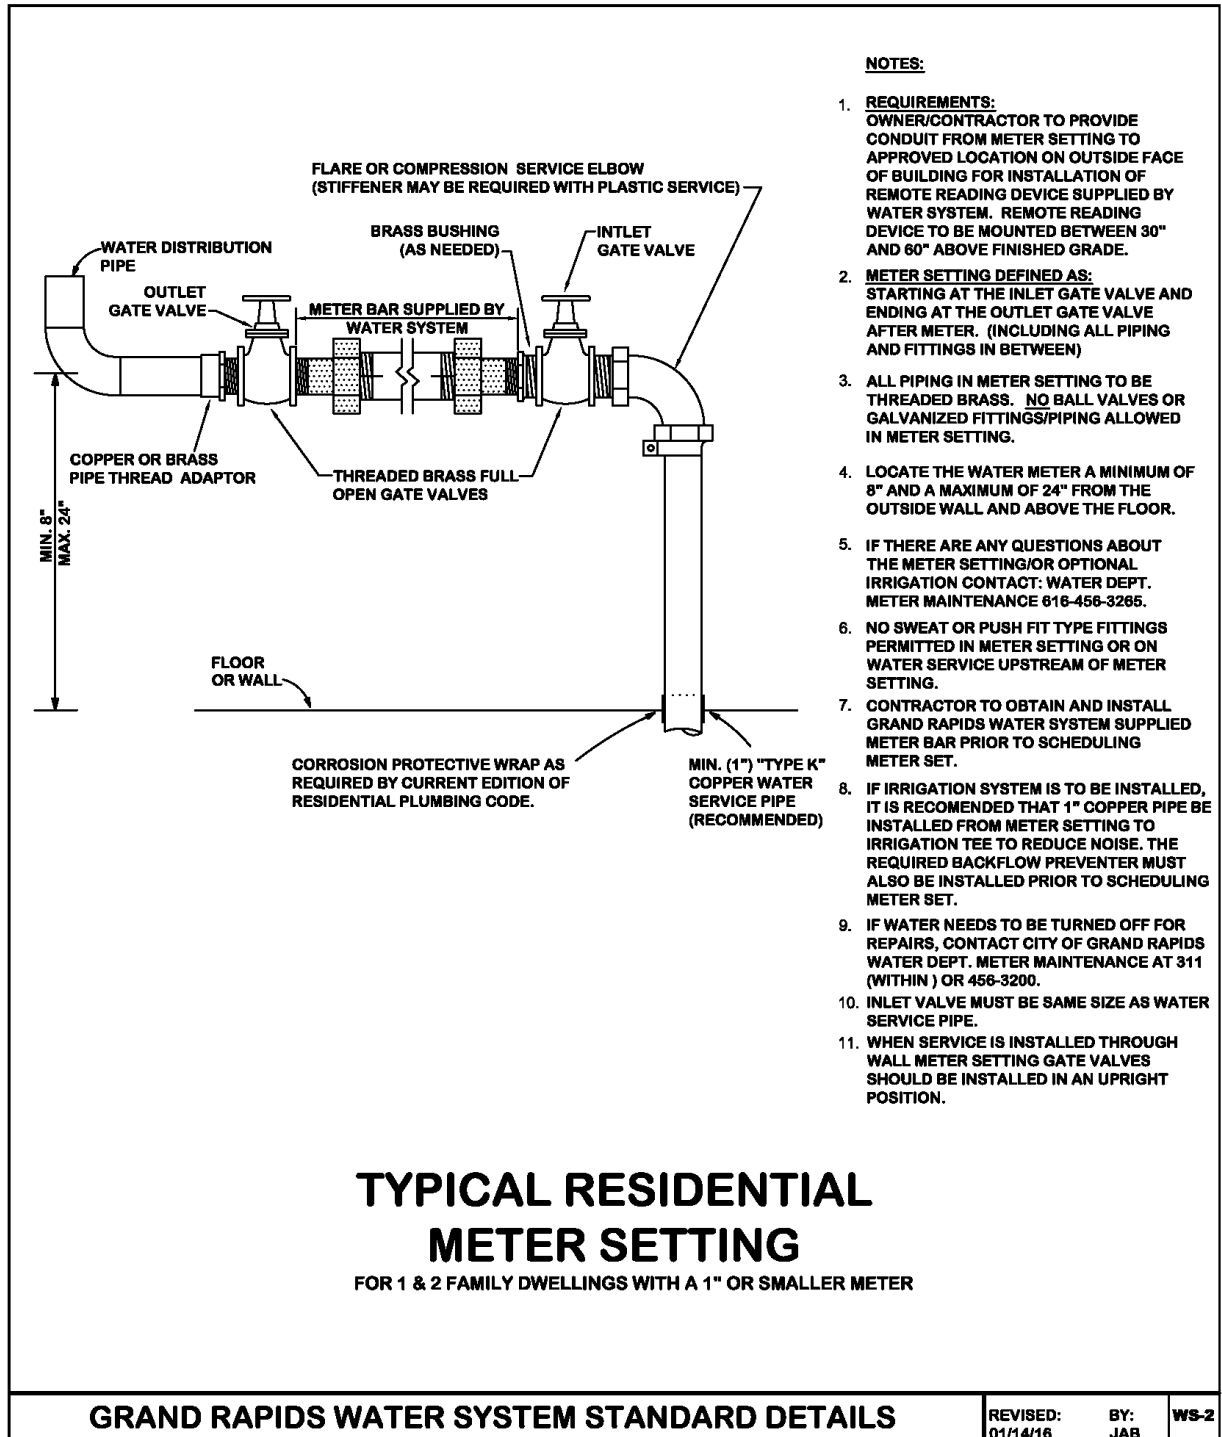 FLARE OR COMPRESSION SERVICE ELBOW
(STIFFENER MAY BE REQUIRED WITH PLASTIC SERVICE)
BRASS BUSHING
(AS NEEDED)
INTLET
GATE VALVE
WATER DISTRIBUTION
PIPE
OUTLET
GATE VALVE
METER BAR SUPPLIED BY
WATER SYSTEM
COPPER OR BRASS
PIPE THREAD ADAPTOR
THREADED BRASS FULL
OPEN GATE VALVES
MIN. 8"
MAX. 24"
FLOOR
OR WALL
CORROSION PROTECTIVE WRAP AS
REQUIRED BY CURRENT EDITION OF
RESIDENTIAL PLUMBING CODE.
MIN. (1") "TYPE K"
COPPER WATER
SERVICE PIPE
(RECOMMENDED)
NOTES:
1. REQUIREMENTS:
OWNER/CONTRACTOR TO PROVIDE
CONDUIT FROM METER SETTING TO
APPROVED LOCATION ON OUTSIDE FACE
OF BUILDING FOR INSTALLATION OF
REMOTE READING DEVICE SUPPLIED BY
WATER SYSTEM. REMOTE READING
DEVICE TO BE MOUNTED BETWEEN 30"
AND 60" ABOVE FINISHED GRADE.
2. METER SETTING DEFINED AS:
STARTING AT THE INLET GATE VALVE AND
ENDING AT THE OUTLET GATE VALVE
AFTER METER. (INCLUDING ALL PIPING
AND FITTINGS IN BETWEEN)
3. ALL PIPING IN METER SETTING TO BE
THREADED BRASS. NO BALL VALVES OR
GALVANIZED FITTINGS/PIPING ALLOWED
IN METER SETTING.
4. LOCATE THE WATER METER A MINIMUM OF
8" AND A MAXIMUM OF 24" FROM THE
OUTSIDE WALL AND ABOVE THE FLOOR.
5. IF THERE ARE ANY QUESTIONS ABOUT
THE METER SETTING/OR OPTIONAL
IRRIGATION CONTACT: WATER DEPT.
METER MAINTENANCE 616-456-3265.
6. NO SWEAT OR PUSH FIT TYPE FITTINGS
PERMITTED IN METER SETTING OR ON
WATER SERVICE UPSTREAM OF METER
SETTING.
7. CONTRACTOR TO OBTAIN AND INSTALL
GRAND RAPIDS WATER SYSTEM SUPPLIED
METER BAR PRIOR TO SCHEDULING
METER SET.
8. IF IRRIGATION SYSTEM IS TO BE INSTALLED,
IT IS RECOMENDED THAT 1" COPPER PIPE BE
INSTALLED FROM METER SETTING TO
IRRIGATION TEE TO REDUCE NOISE. THE
REQUIRED BACKFLOW PREVENTER MUST
ALSO BE INSTALLED PRIOR TO SCHEDULING
METER SET.
9. IF WATER NEEDS TO BE TURNED OFF FOR
REPAIRS, CONTACT CITY OF GRAND RAPIDS
WATER DEPT. METER MAINTENANCE AT 311
(WITHIN ) OR 456-3200.
10. INLET VALVE MUST BE SAME SIZE AS WATER
SERVICE PIPE.
11. WHEN SERVICE IS INSTALLED THROUGH
WALL METER SETTING GATE VALVES
SHOULD BE INSTALLED IN AN UPRIGHT
POSITION.
TYPICAL RESIDENTIAL
METER SETTING
FOR 1 & 2 FAMILY DWELLINGS WITH A 1" OR SMALLER METER
GRAND RAPIDS WATER SYSTEM STANDARD DETAILS
REVISED:
01/14/16
BY:
JAB
WS-2